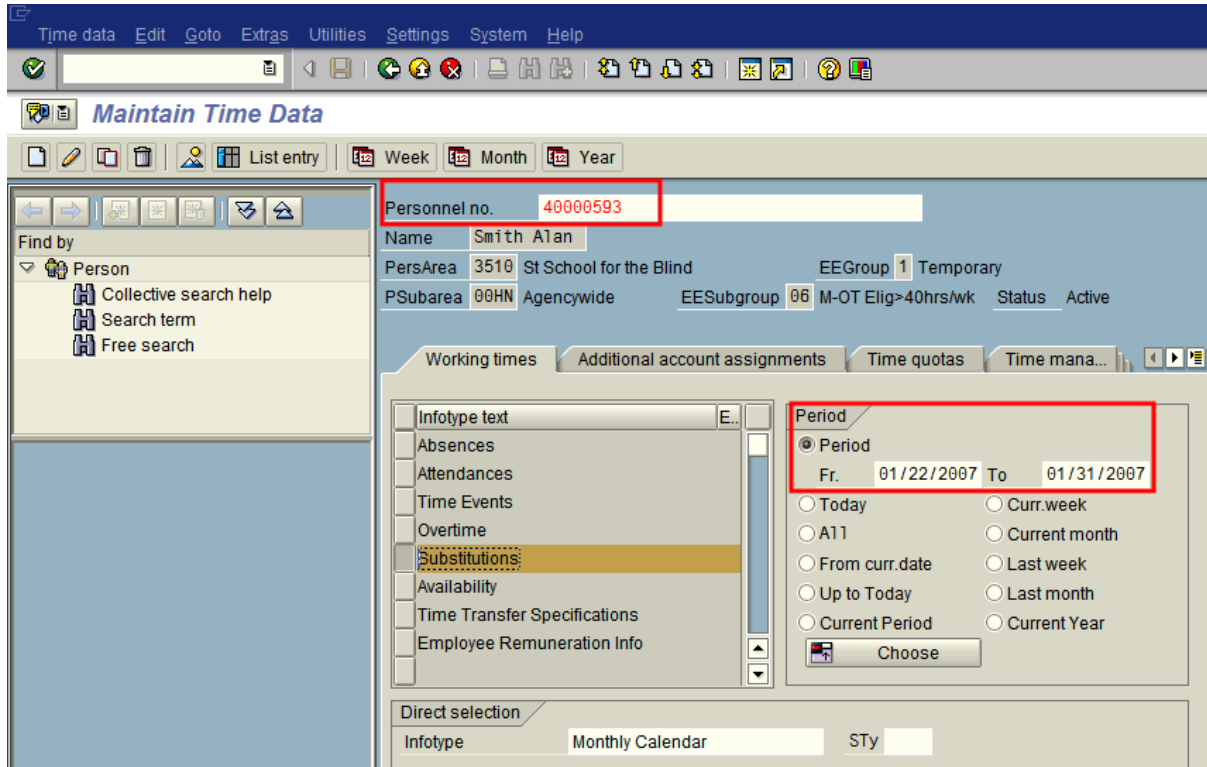 Time data Edit Goto Extras Utilities Settings System Help
Maintain Time Data
List entry 12 Week 12 Month 12 Year
Find by
Person
Collective search help
Search term
Free search
Personnel no. 40000593
Name Smith Alan
PersArea 3510 St School for the Blind EEGroup 1 Temporary
PSubarea 00HN Agencywide EESubgroup 06 M-OT Elig>40hrs/wk Status Active
Working times Additional account assignments Time quotas Time mana...
Infotype text E..
Absences
Attendances
Time Events
Overtime
Substitutions
Availability
Time Transfer Specifications
Employee Remuneration Info
Period
Period
Fr. 01/22/2007 To 01/31/2007
Today Curr.week
All Current month
From curr.date Last week
Up to Today Last month
Current Period Current Year
Choose
Direct selection
Infotype Monthly Calendar STy